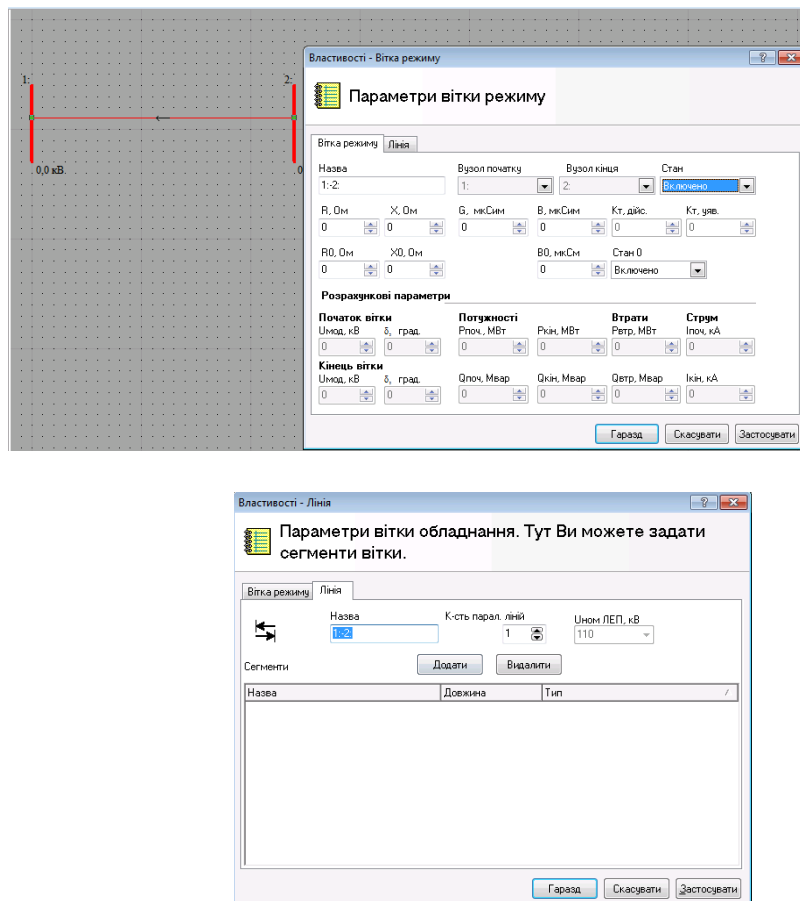 1:
2:
0,0 кВ
0
Властивості - Вітка режиму
Параметри вітки режиму
Вітка режиму Лінія
Назва Вузол початку Вузол кінця Стан
1:-2: 1: 2: Включено
R, Ом X, Ом G, мкСим B, мкСим Кт, дійс. Кт, уяв.
0 0 0 0 0 0
R0, Ом X0, Ом B0, мкСм Стан 0
0 0 0 Включено
Розрахункові параметри
Початок вітки Потужності Втрати Струм
Uмод, кВ δ, град. Pпоч., МВт Pкін, МВт Pвтр, МВт Iпоч, кА
0 0 0 0 0 0
Кінець вітки
Uмод, кВ δ, град. Qпоч, Мвар Qкін, Мвар Qвтр, Мвар Iкін, кА
0 0 0 0 0 0
Гаразд Скасувати Застосувати
Властивості - Лінія
Параметри вітки обладнання. Тут Ви можете задати
сегменти вітки.
Вітка режиму Лінія
Назва К-сть парал. ліній Uном ЛЕП, кВ
1:-2: 1 110
Сегменти Додати Видалити
Назва Довжина Тип
Гаразд Скасувати Застосувати